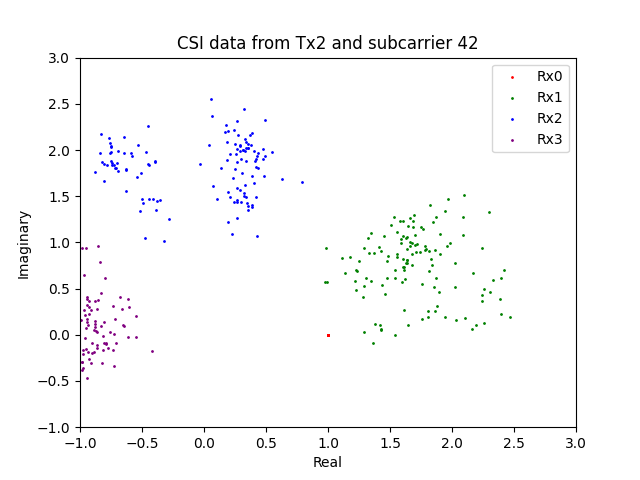 CSI data from Tx2 and subcarrier 42
3.0
2.5
2.0
1.5
1.0
0.5
0.0
−0.5
−1.0
Imaginary
Rx0
Rx1
Rx2
Rx3
−1.0 −0.5 0.0 0.5 1.0 1.5 2.0 2.5 3.0
Real